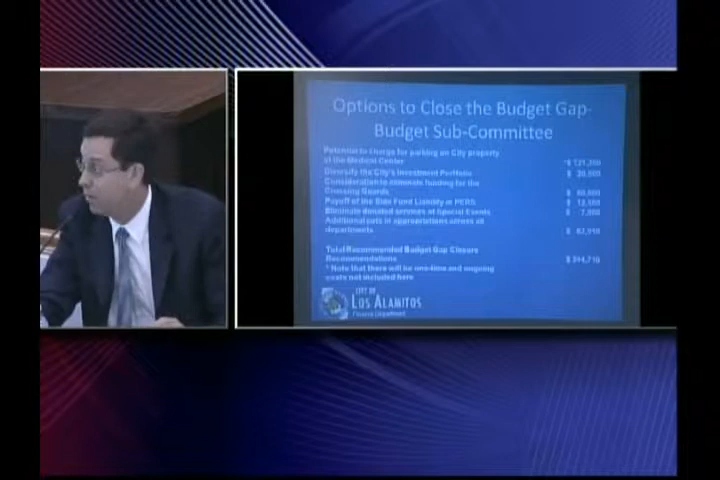 Options to Close the Budget Gap-
Budget Sub-Committee
Potential to charge for parking on City property
at the Medical Center
Diversify the City's Investment Portfolio
Consideration to eliminate funding for the
Crossing Guards
Payoff of the Side Fund Liability at PERS
Eliminate donated services at Special Events
Additional cuts in appropriations across all
departments
Total Recommended Budget Gap Closure
Recommendations
* Note that there will be one-time and ongoing
costs not included here
CITY OF
LOS ALAMITOS
Finance Department